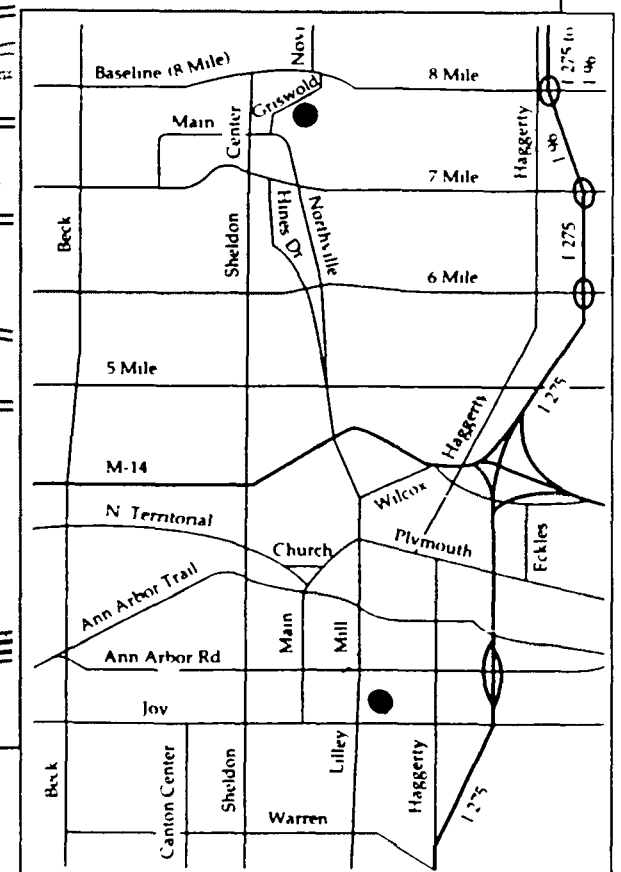 Novi
I 275 to
I 96
Baseline (8 Mile)
8 Mile
Griswold
Main
Center
Haggerty
I 96
7 Mile
Beck
Sheldon
Hines Dr
Northville
I 275
6 Mile
5 Mile
I 275
Haggerty
M-14
Wilcox
N Territorial
Church
Plymouth
Eckles
Ann Arbor Trail
Main
Mill
Ann Arbor Rd
Joy
Beck
Canton Center
Sheldon
Lilley
Haggerty
I 275
Warren